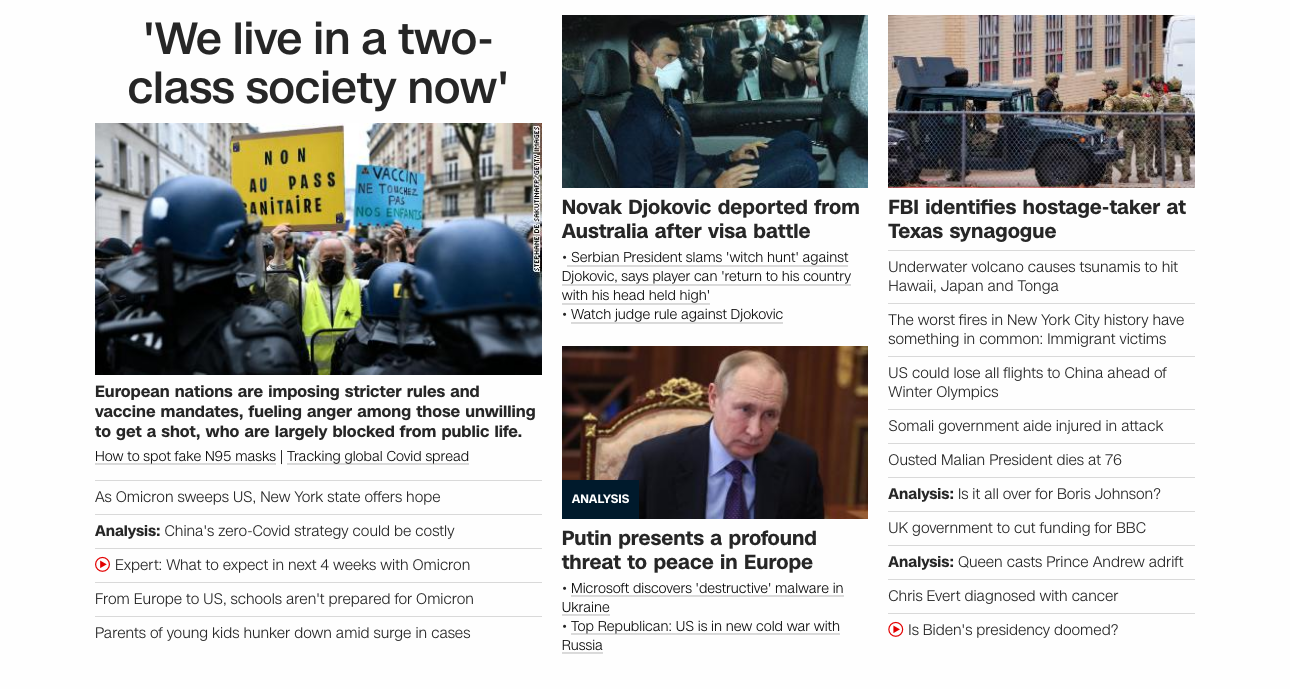 'We live in a two-
class society now'
NON
AU PASS
SANITAIRE
VACCIN
NE TOUCHEZ
PAS
NOS ENFANTS
STEPHANE DE SAKUTIN/AFP/GETTY IMAGES
European nations are imposing stricter rules and
vaccine mandates, fueling anger among those unwilling
to get a shot, who are largely blocked from public life.
How to spot fake N95 masks | Tracking global Covid spread
As Omicron sweeps US, New York state offers hope
Analysis: China's zero-Covid strategy could be costly
Expert: What to expect in next 4 weeks with Omicron
From Europe to US, schools aren't prepared for Omicron
Parents of young kids hunker down amid surge in cases
Novak Djokovic deported from
Australia after visa battle
• Serbian President slams 'witch hunt' against
Djokovic, says player can 'return to his country
with his head held high'
• Watch judge rule against Djokovic
ANALYSIS
Putin presents a profound
threat to peace in Europe
• Microsoft discovers 'destructive' malware in
Ukraine
• Top Republican: US is in new cold war with
Russia
FBI identifies hostage-taker at
Texas synagogue
Underwater volcano causes tsunamis to hit
Hawaii, Japan and Tonga
The worst fires in New York City history have
something in common: Immigrant victims
US could lose all flights to China ahead of
Winter Olympics
Somali government aide injured in attack
Ousted Malian President dies at 76
Analysis: Is it all over for Boris Johnson?
UK government to cut funding for BBC
Analysis: Queen casts Prince Andrew adrift
Chris Evert diagnosed with cancer
Is Biden's presidency doomed?